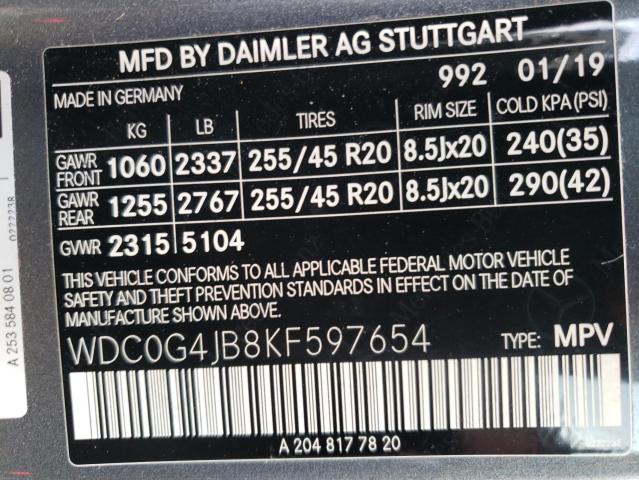 MFD BY DAIMLER AG STUTTGART
992 01/19
MADE IN GERMANY
KG LB TIRES RIM SIZE COLD KPA(PSI)
GAWR FRONT 1060 2337 255/45 R20 8.5Jx20 240(35)
GAWR REAR 1255 2767 255/45 R20 8.5Jx20 290(42)
GVWR 2315 5104
THIS VEHICLE CONFORMS TO ALL APPLICABLE FEDERAL MOTOR VEHICLE
SAFETY AND THEFT PREVENTION STANDARDS IN EFFECT ON THE DATE OF
MANUFACTURE SHOWN ABOVE.
WDC0G4JB8KF597654 TYPE: MPV
A 204 817 78 20
A 253 584 08 01